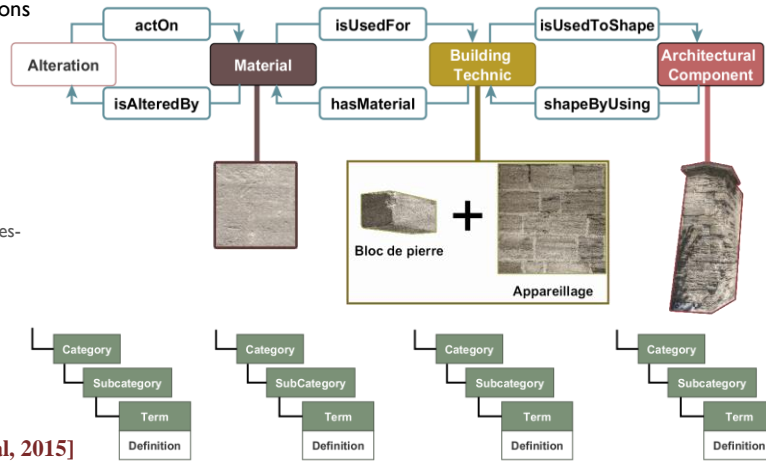 ons
actOn
isUsedFor
isUsedToShape
Alteration
Material
Building
Technic
Architectural
Component
isAlteredBy
hasMaterial
shapeByUsing
es-
Bloc de pierre
+
Appareillage
Category
Category
Category
Category
Subcategory
SubCategory
Subcategory
Subcategory
Term
Term
Term
Term
Definition
Definition
Definition
Definition
al, 2015]